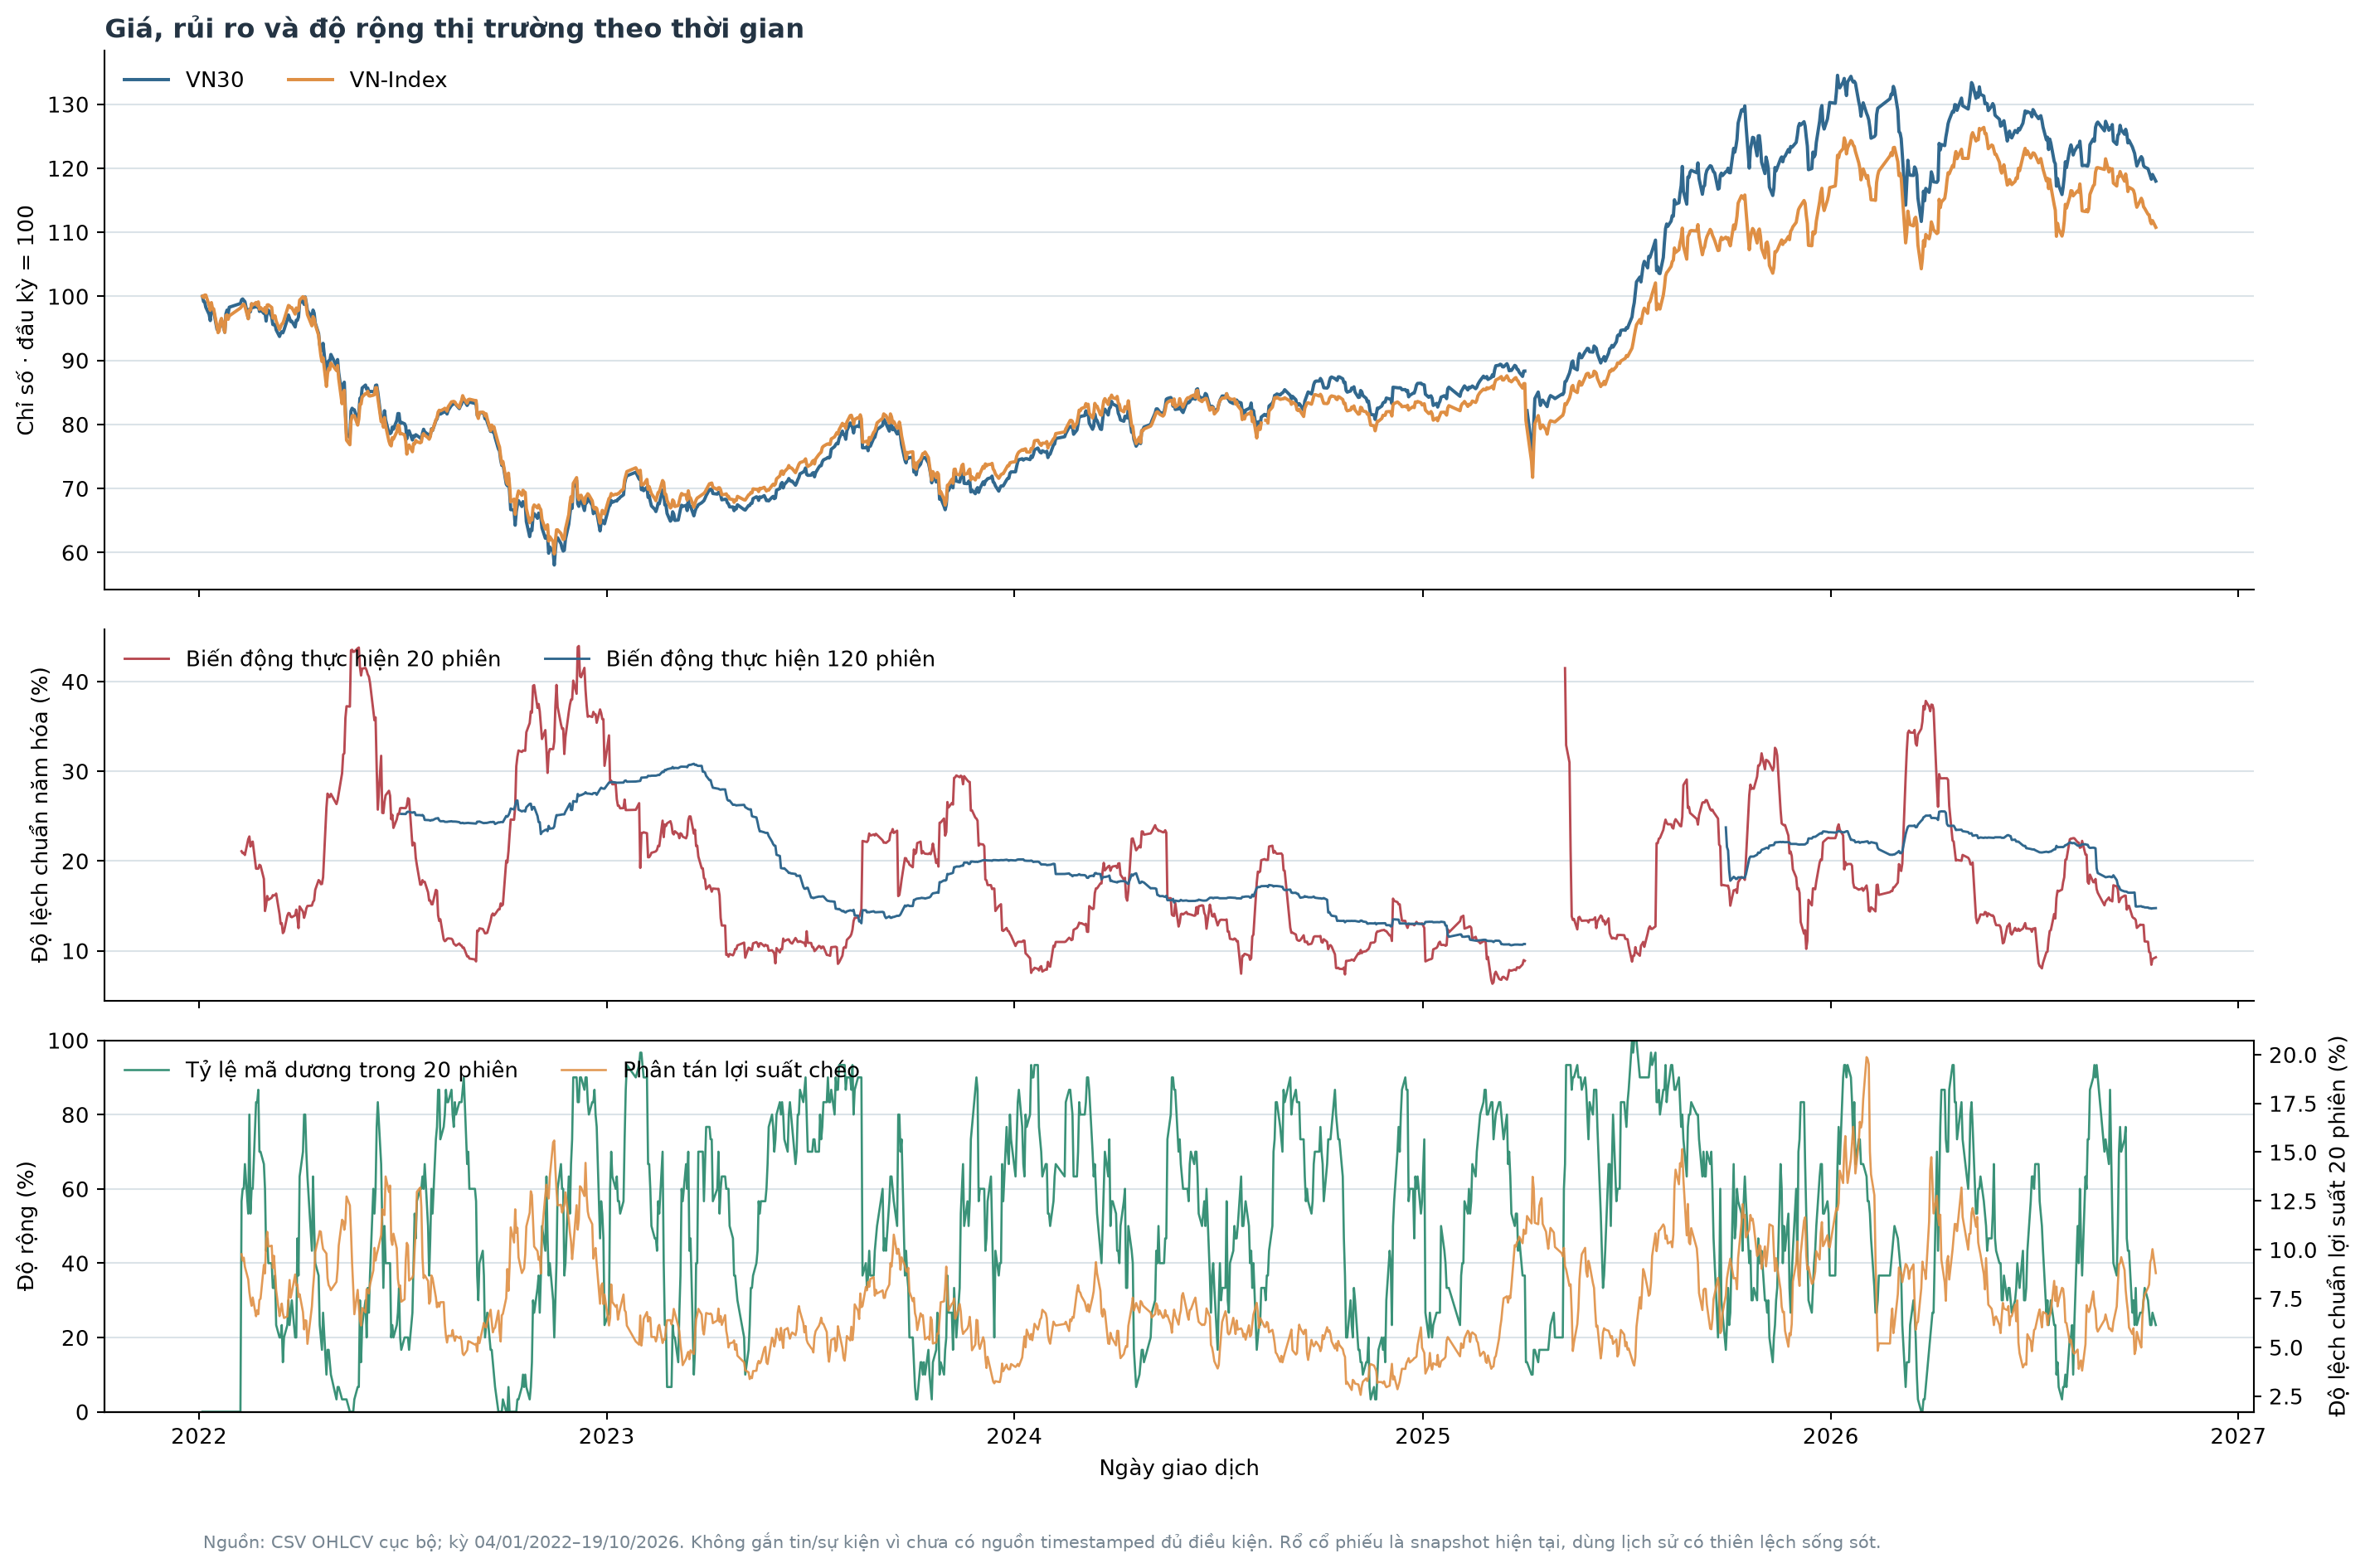 Giá, rủi ro và độ rộng thị trường theo thời gian
VN30
VN-Index
Chỉ số · đầu kỳ = 100
130
120
110
100
90
80
70
60
Biến động thực hiện 20 phiên
Biến động thực hiện 120 phiên
Độ lệch chuẩn năm hóa (%)
40
30
20
10
Tỷ lệ mã dương trong 20 phiên
Phân tán lợi suất chéo
Độ rộng (%)
100
80
60
40
20
0
Độ lệch chuẩn lợi suất 20 phiên (%)
20.0
17.5
15.0
12.5
10.0
7.5
5.0
2.5
2022
2023
2024
2025
2026
2027
Ngày giao dịch
Nguồn: CSV OHLCV cục bộ; kỳ 04/01/2022–19/10/2026. Không gắn tin/sự kiện vì chưa có nguồn timestamped đủ điều kiện. Rổ cổ phiếu là snapshot hiện tại, dùng lịch sử có thiên lệch sống sót.